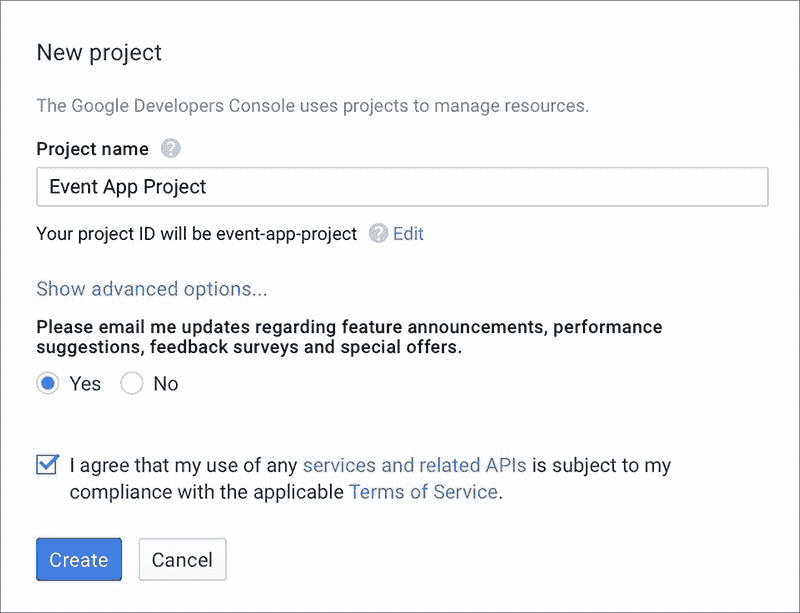 New project
The Google Developers Console uses projects to manage resources.
Project name ?
Event App Project
Your project ID will be event-app-project ? Edit
Show advanced options...
Please email me updates regarding feature announcements, performance
suggestions, feedback surveys and special offers.
Yes No
I agree that my use of any services and related APIs is subject to my
compliance with the applicable Terms of Service.
Create Cancel